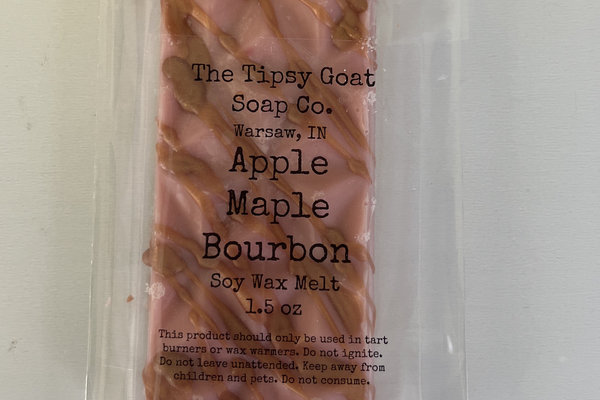 The Tipsy Goat
Soap Co.
Warsaw, IN
Apple
Maple
Bourbon
Soy Wax Melt
1.5 oz
This product should only be used in tart
burners or wax warmers. Do not ignite.
Do not leave unattended. Keep away from
children and pets. Do not consume.